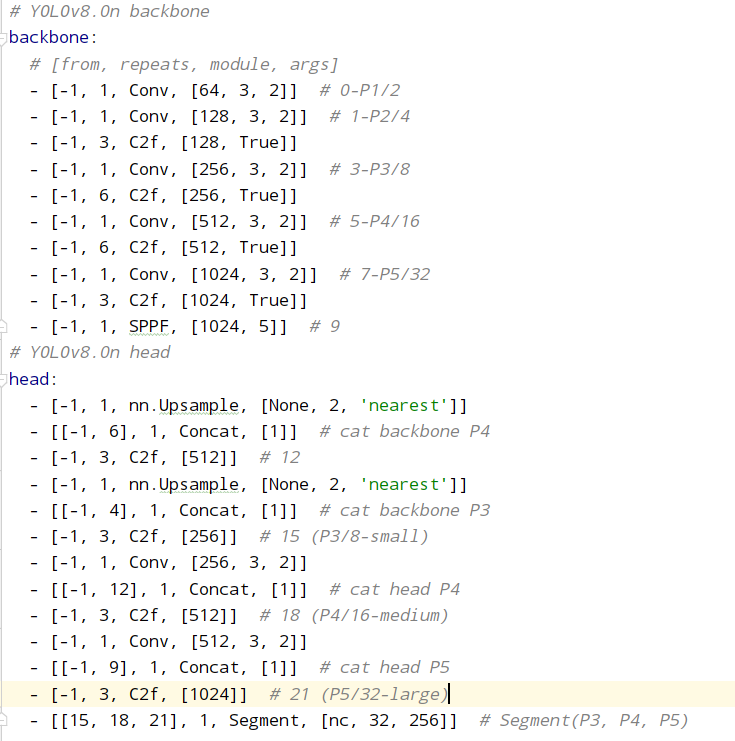 # YOLOv8.0n backbone
backbone:
  # [from, repeats, module, args]
  - [-1, 1, Conv, [64, 3, 2]]  # 0-P1/2
  - [-1, 1, Conv, [128, 3, 2]]  # 1-P2/4
  - [-1, 3, C2f, [128, True]]
  - [-1, 1, Conv, [256, 3, 2]]  # 3-P3/8
  - [-1, 6, C2f, [256, True]]
  - [-1, 1, Conv, [512, 3, 2]]  # 5-P4/16
  - [-1, 6, C2f, [512, True]]
  - [-1, 1, Conv, [1024, 3, 2]]  # 7-P5/32
  - [-1, 3, C2f, [1024, True]]
  - [-1, 1, SPPF, [1024, 5]]  # 9
# YOLOv8.0n head
head:
  - [-1, 1, nn.Upsample, [None, 2, 'nearest']]
  - [[-1, 6], 1, Concat, [1]]  # cat backbone P4
  - [-1, 3, C2f, [512]]  # 12
  - [-1, 1, nn.Upsample, [None, 2, 'nearest']]
  - [[-1, 4], 1, Concat, [1]]  # cat backbone P3
  - [-1, 3, C2f, [256]]  # 15 (P3/8-small)
  - [-1, 1, Conv, [256, 3, 2]]
  - [[-1, 12], 1, Concat, [1]]  # cat head P4
  - [-1, 3, C2f, [512]]  # 18 (P4/16-medium)
  - [-1, 1, Conv, [512, 3, 2]]
  - [[-1, 9], 1, Concat, [1]]  # cat head P5
  - [-1, 3, C2f, [1024]]  # 21 (P5/32-large)
  - [[15, 18, 21], 1, Segment, [nc, 32, 256]]  # Segment(P3, P4, P5)